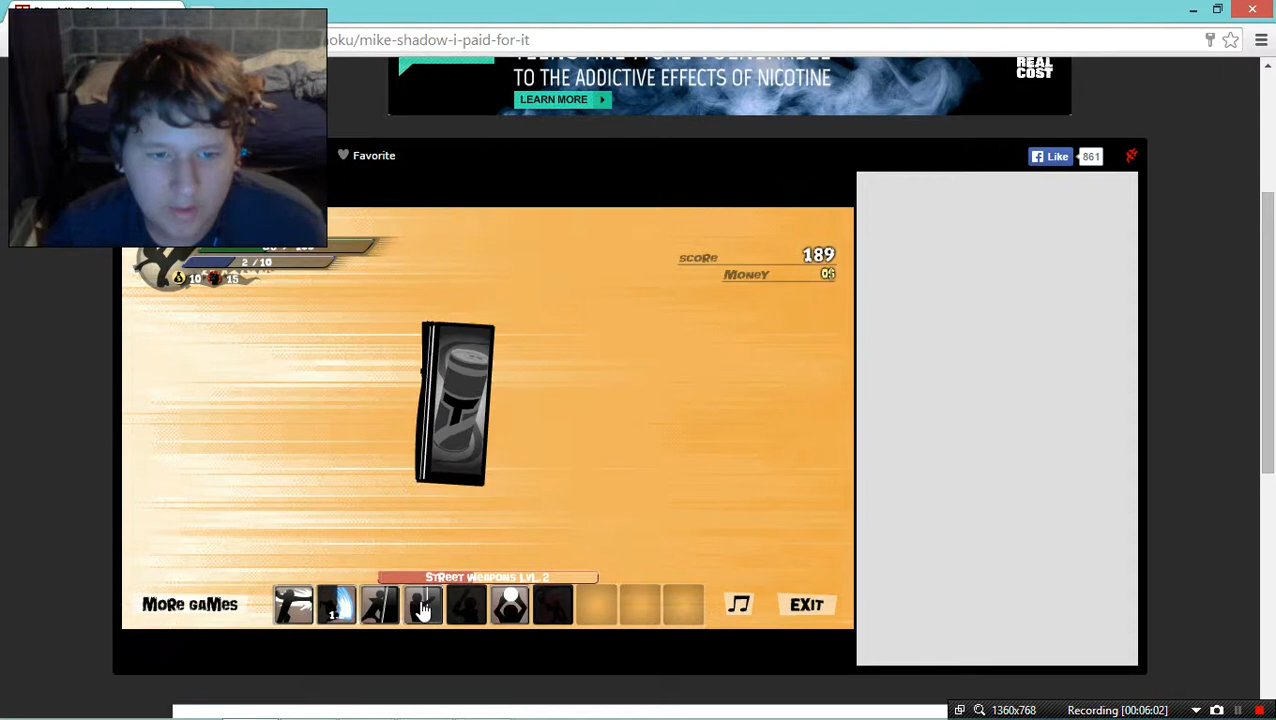 oku/mike-shadow-i-paid-for-it
TO THE ADDICTIVE EFFECTS OF NICOTINE
REAL COST
LEARN MORE
Favorite
Like 861
2 / 10
10 15
SCORE 189
MONEY 0$
T
STREET WEAPONS LVL. 2
MORE GAMES
EXIT
1360x768
Recording [00:06:02]